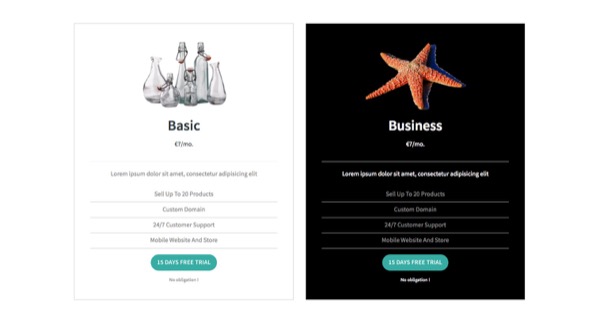 Basic
€7/mo.
Lorem ipsum dolor sit amet, consectetur adipisicing elit
Sell Up To 20 Products
Custom Domain
24/7 Customer Support
Mobile Website And Store
15 DAYS FREE TRIAL
No obligation !
Business
€7/mo.
Lorem ipsum dolor sit amet, consectetur adipisicing elit
Sell Up To 20 Products
Custom Domain
24/7 Customer Support
Mobile Website And Store
15 DAYS FREE TRIAL
No obligation !